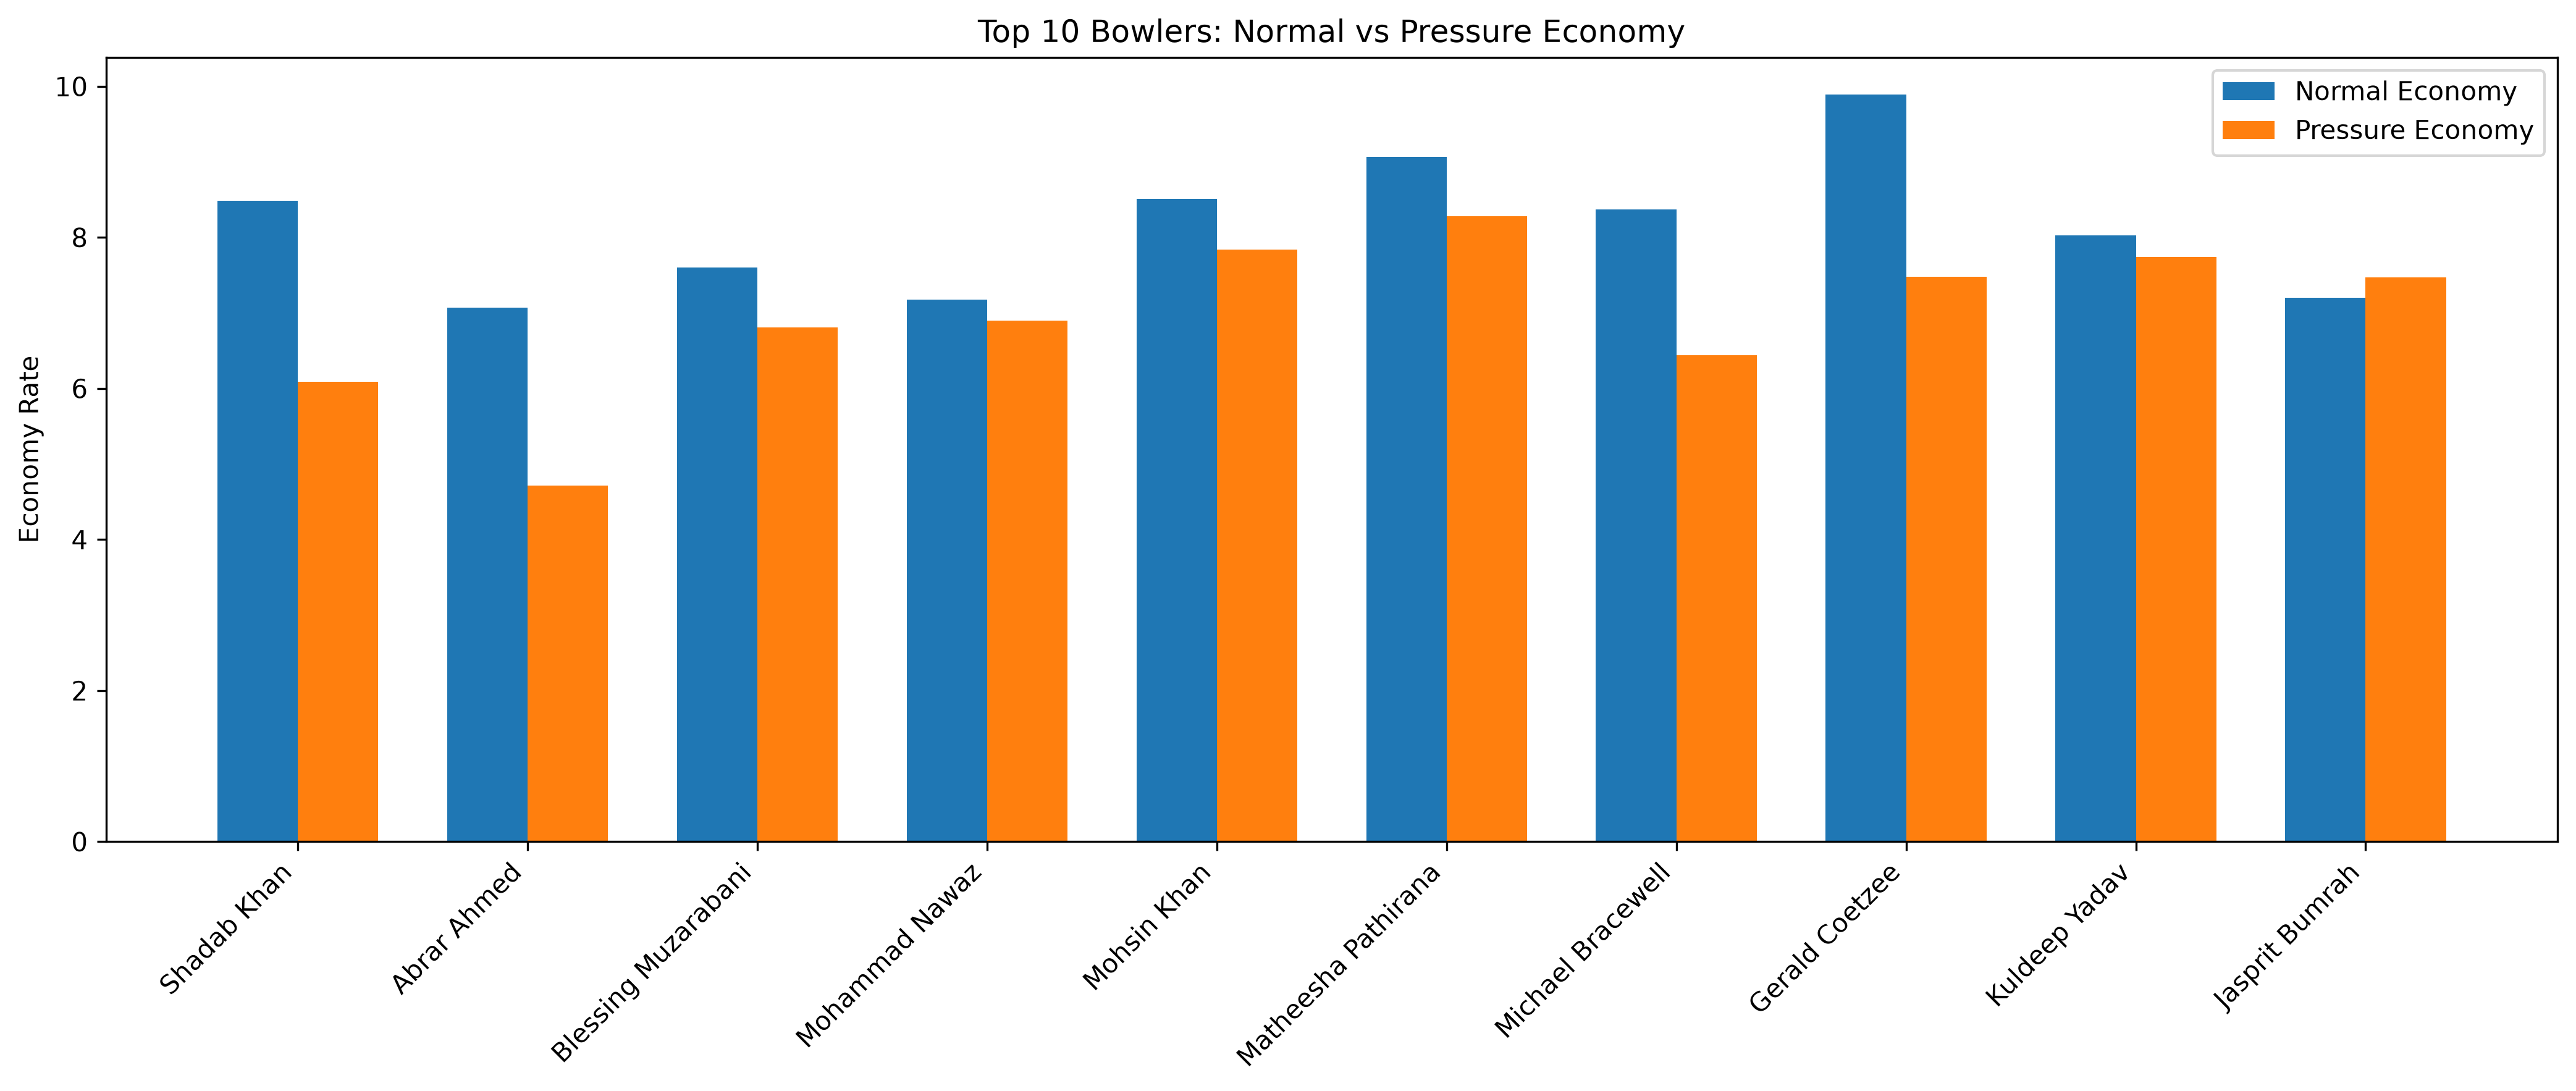 Top 10 Bowlers: Normal vs Pressure Economy
Normal Economy
Pressure Economy
Economy Rate
10
8
6
4
2
0
Shadab Khan
Abrar Ahmed
Blessing Muzarabani
Mohammad Nawaz
Mohsin Khan
Matheesha Pathirana
Michael Bracewell
Gerald Coetzee
Kuldeep Yadav
Jasprit Bumrah